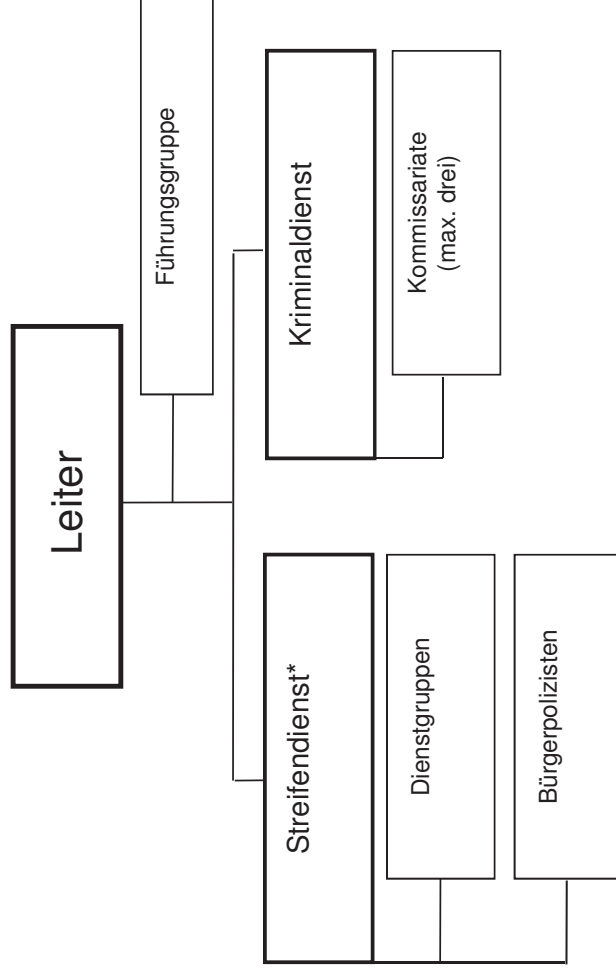 Leiter
Führungsgruppe
Streifendienst*
Kriminaldienst
Dienstgruppen
Kommissariate
(max. drei)
Bürgerpolizisten